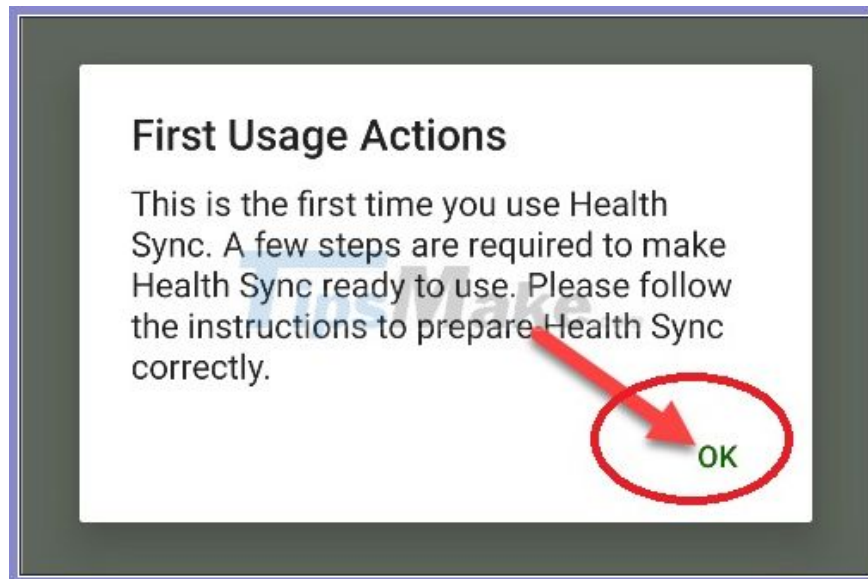 First Usage Actions
This is the first time you use Health
Sync. A few steps are required to make
Health Sync ready to use. Please follow
the instructions to prepare Health Sync
correctly.
OK
TipsMake